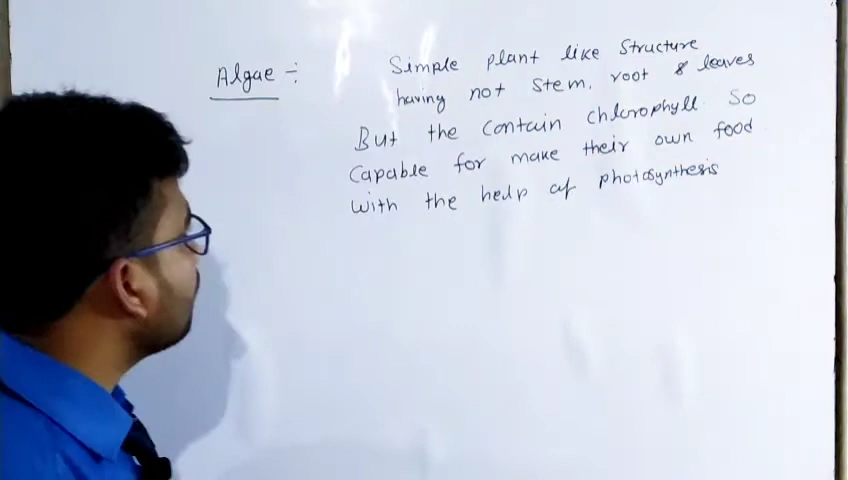 Algae :- Simple plant like structure
having not stem, root & leaves
But the contain chlorophyll so
Capable for make their own food
with the help of photosynthesis